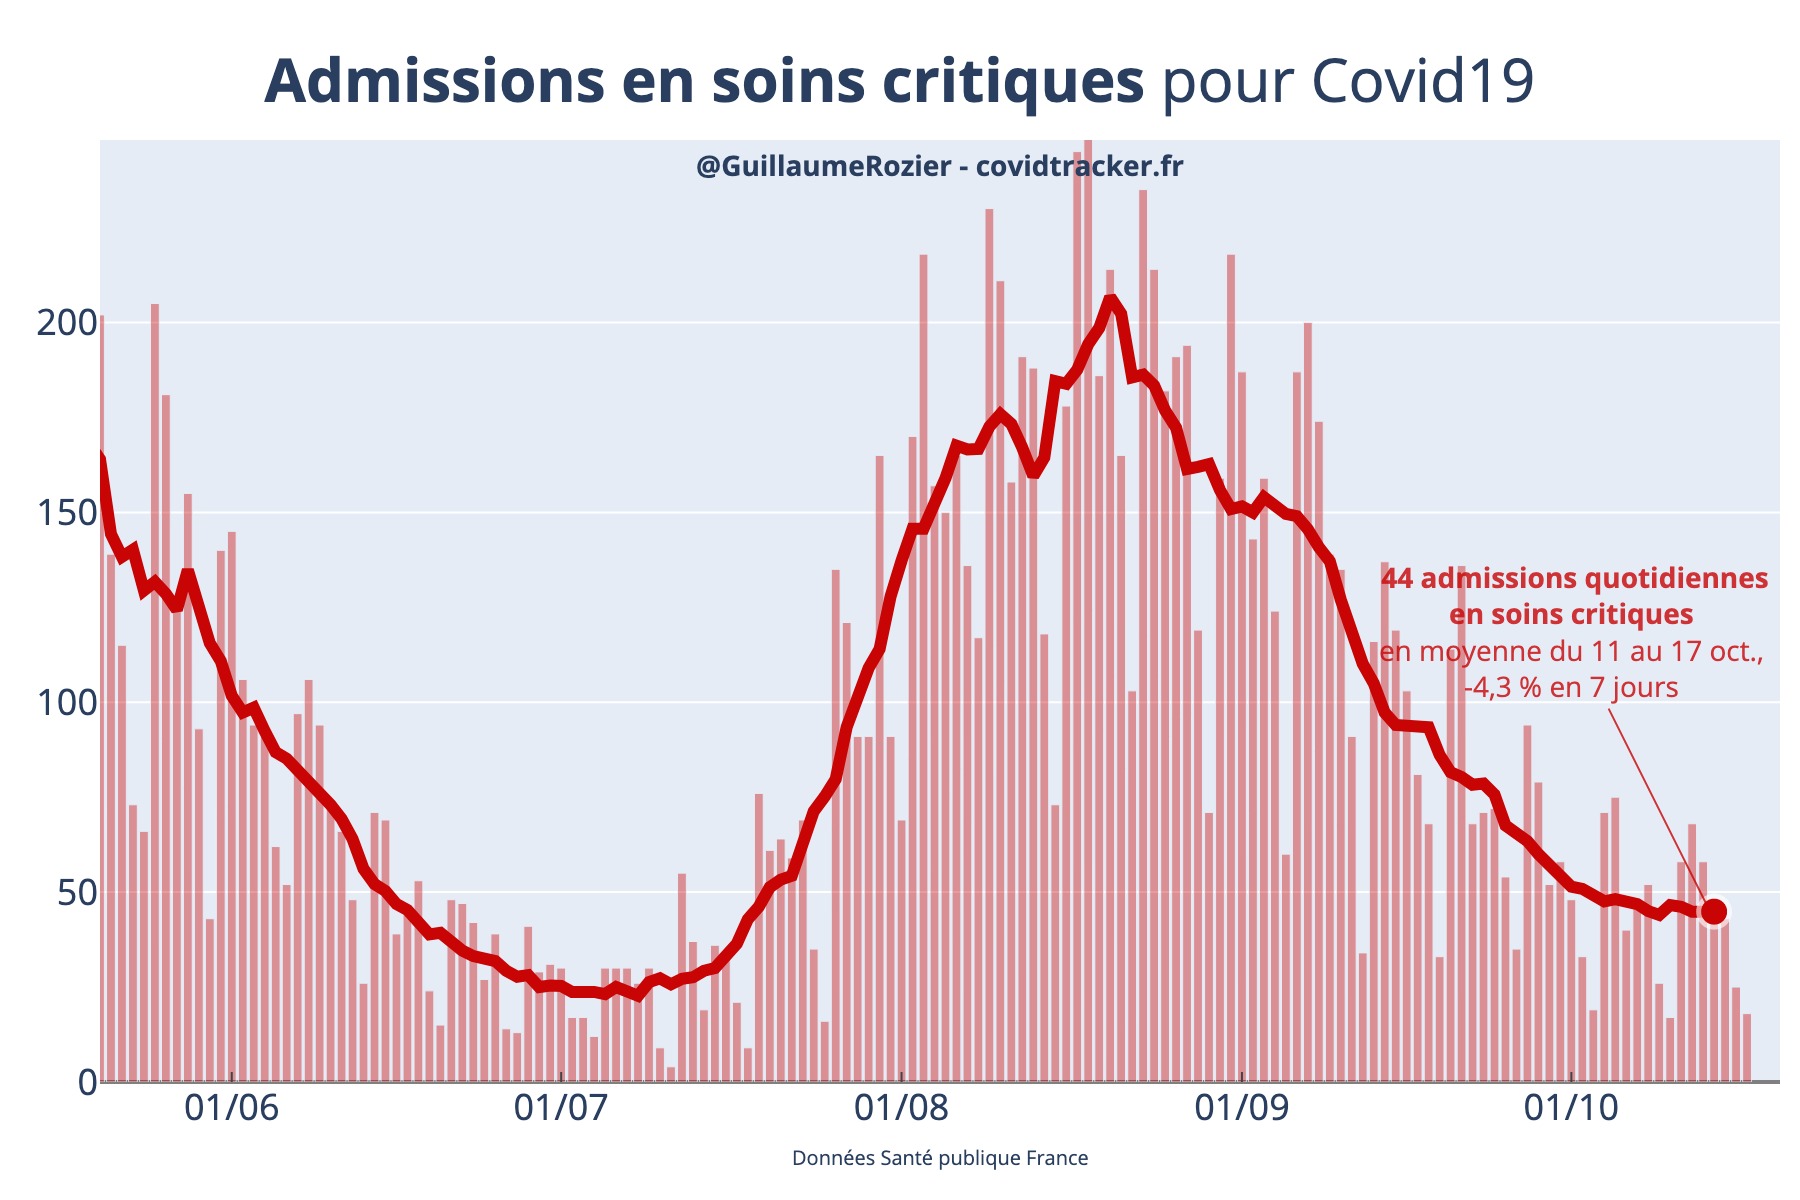 Admissions en soins critiques pour Covid19
@GuillaumeRozier - covidtracker.fr
200
150
100
50
0
44 admissions quotidiennes
en soins critiques
en moyenne du 11 au 17 oct.,
-4,3 % en 7 jours
01/06 01/07 01/08 01/09 01/10
Données Santé publique France